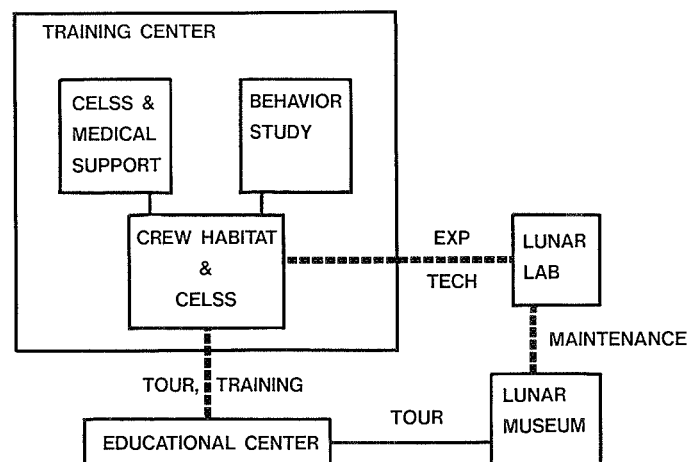 TRAINING CENTER
CELSS &
MEDICAL
SUPPORT
BEHAVIOR
STUDY
CREW HABITAT
&
CELSS
EXP
TECH
LUNAR
LAB
MAINTENANCE
TOUR, TRAINING
EDUCATIONAL CENTER
TOUR
LUNAR
MUSEUM